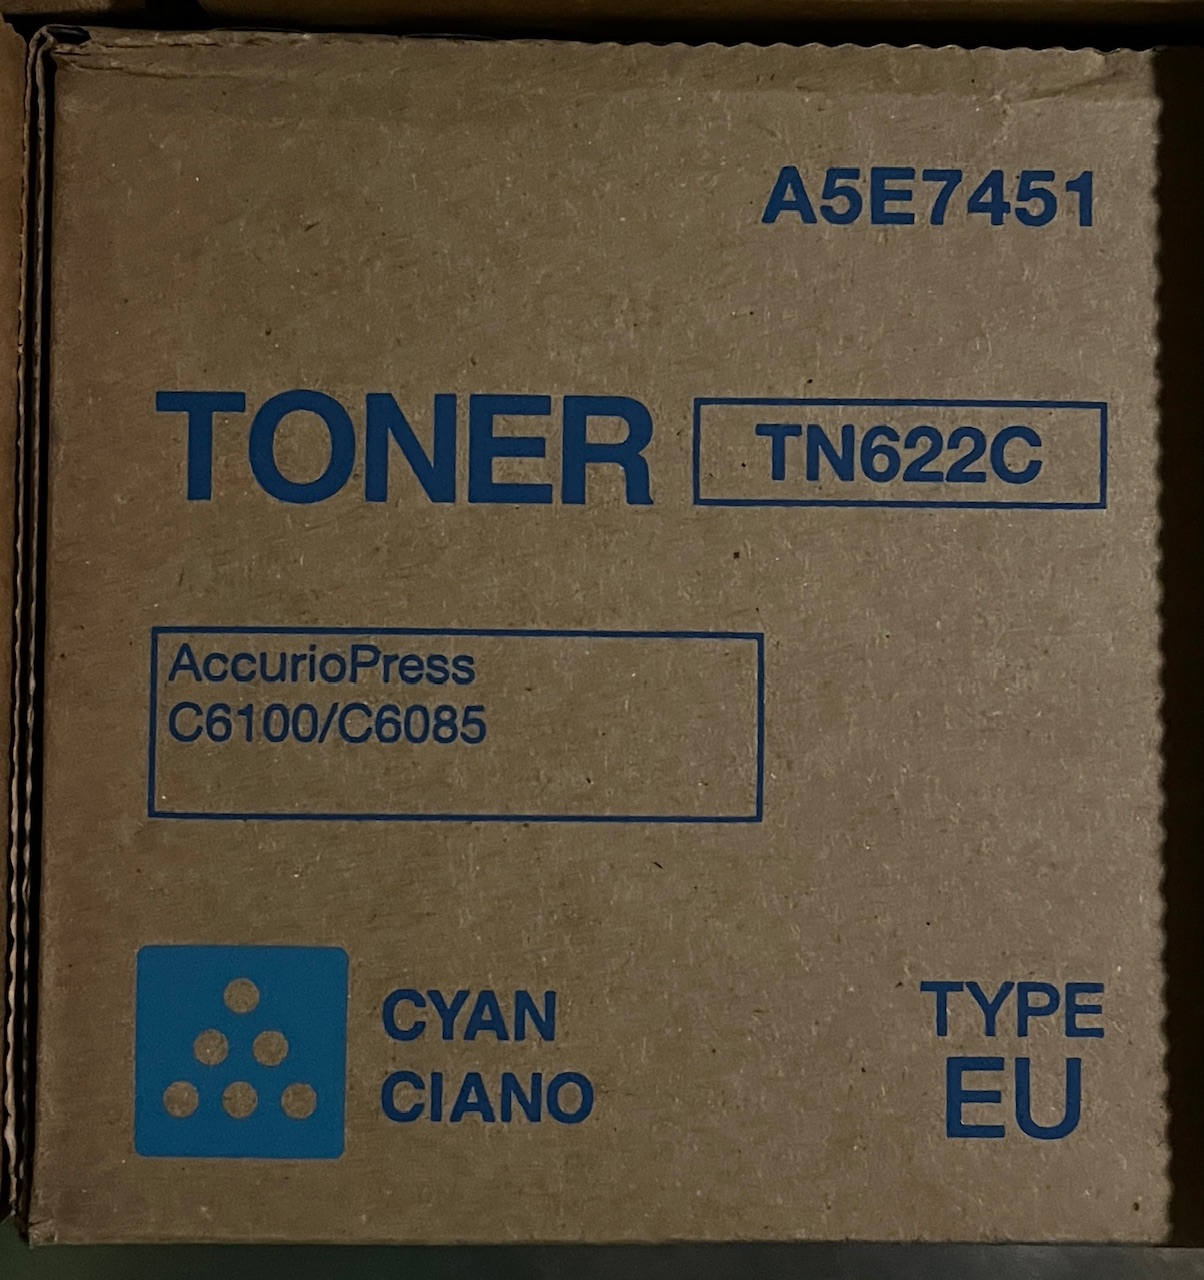 A5E7451
TONER TN622C
AccurioPress
C6100/C6085
CYAN
CIANO
TYPE
EU